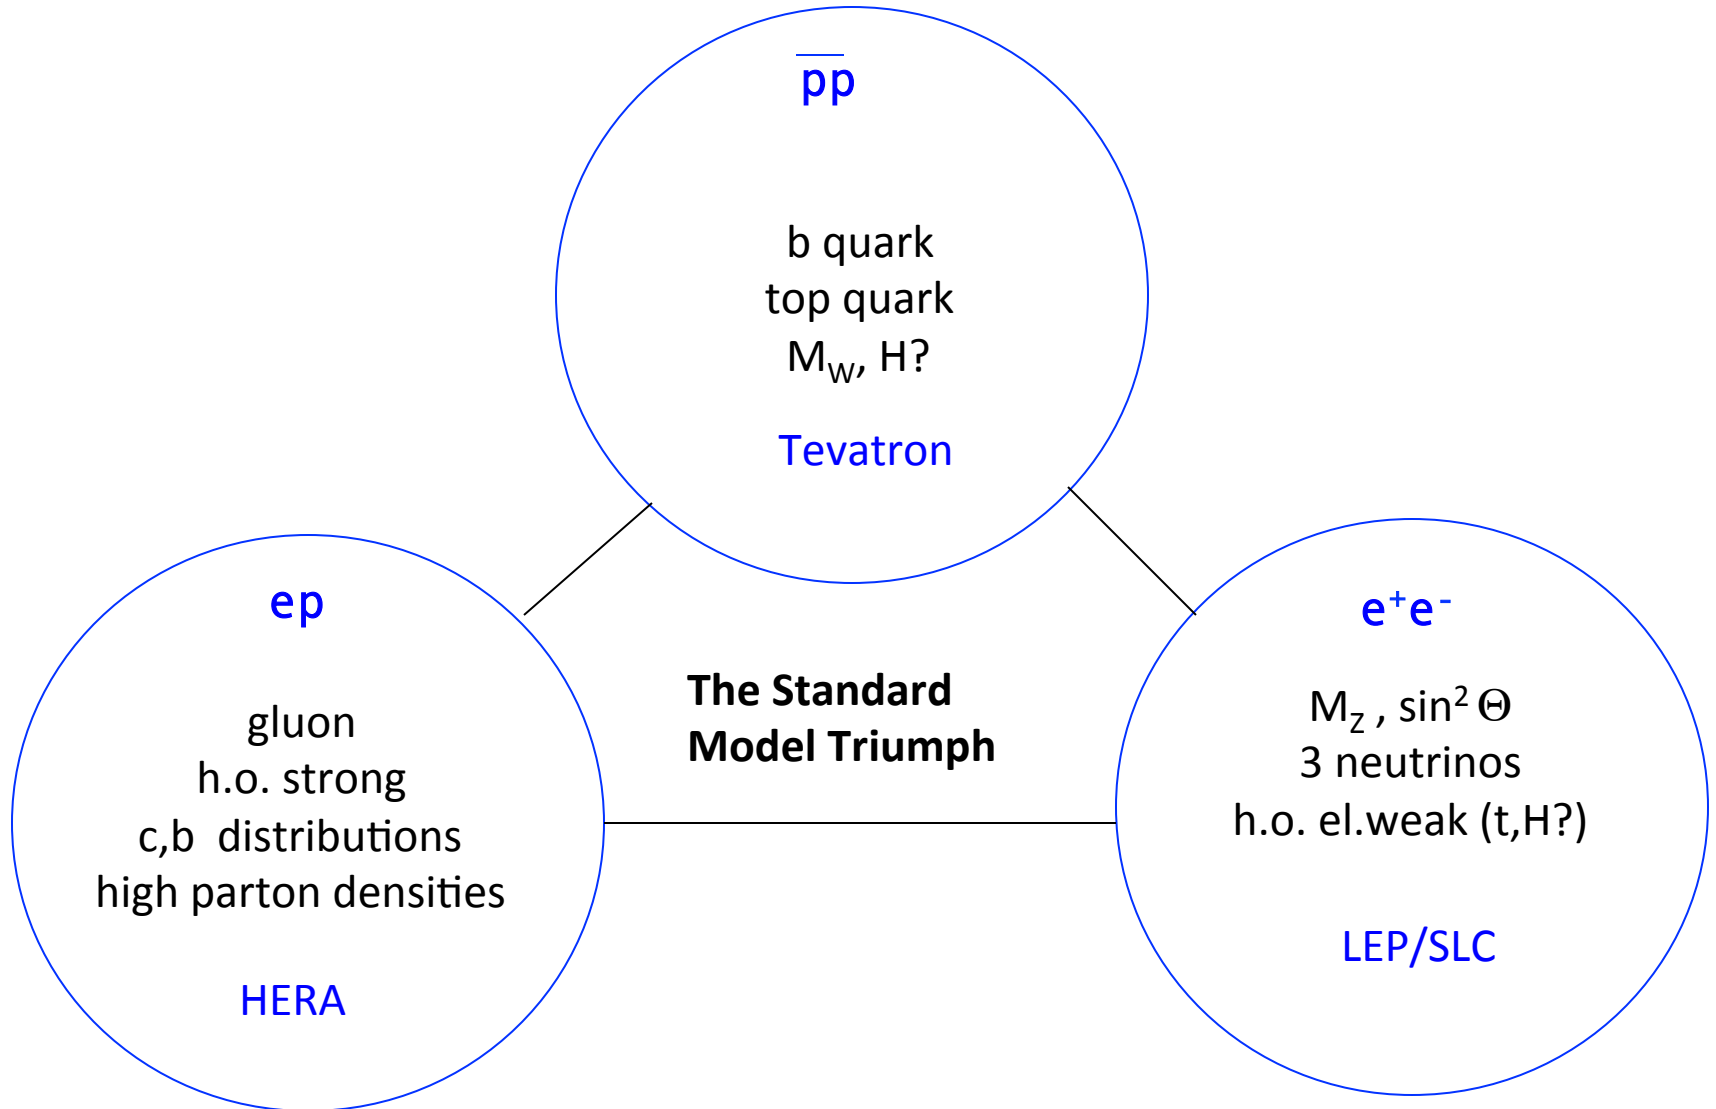 p̅p
b quark
top quark
M_W, H?
Tevatron
ep
gluon
h.o. strong
c,b distributions
high parton densities
HERA
The Standard
Model Triumph
e⁺e⁻
M_Z , sin² Θ
3 neutrinos
h.o. el.weak (t,H?)
LEP/SLC